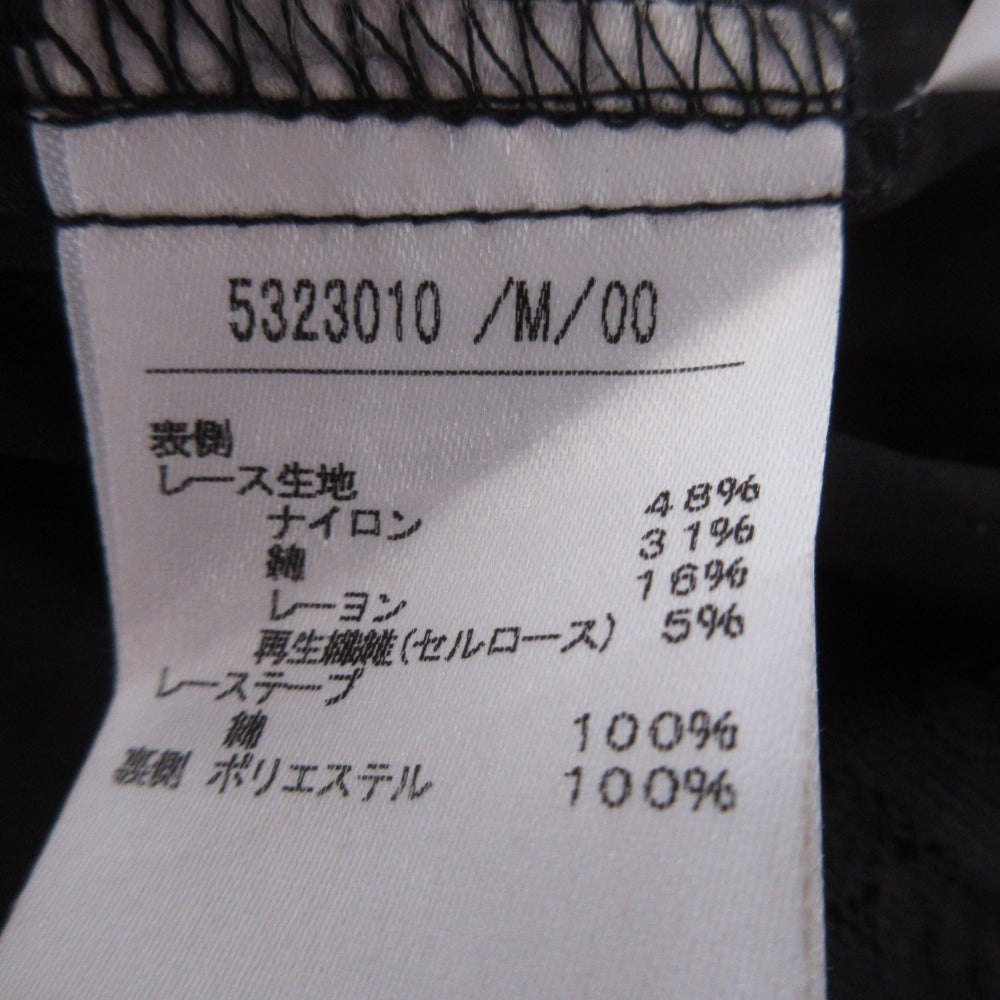 5323010 /M/00
表側
レース生地
ナイロン 48%
綿 31%
レーヨン 16%
再生繊維(セルロース) 5%
レーステープ
綿 100%
裏側 ポリエステル 100%